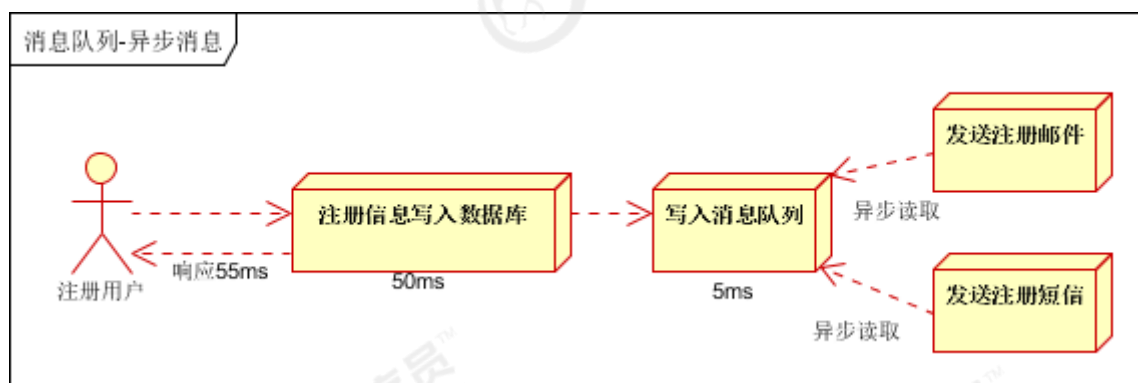 消息队列-异步消息
发送注册邮件
注册信息写入数据库
写入消息队列
异步读取
响应55ms
50ms
5ms
注册用户
发送注册短信
异步读取